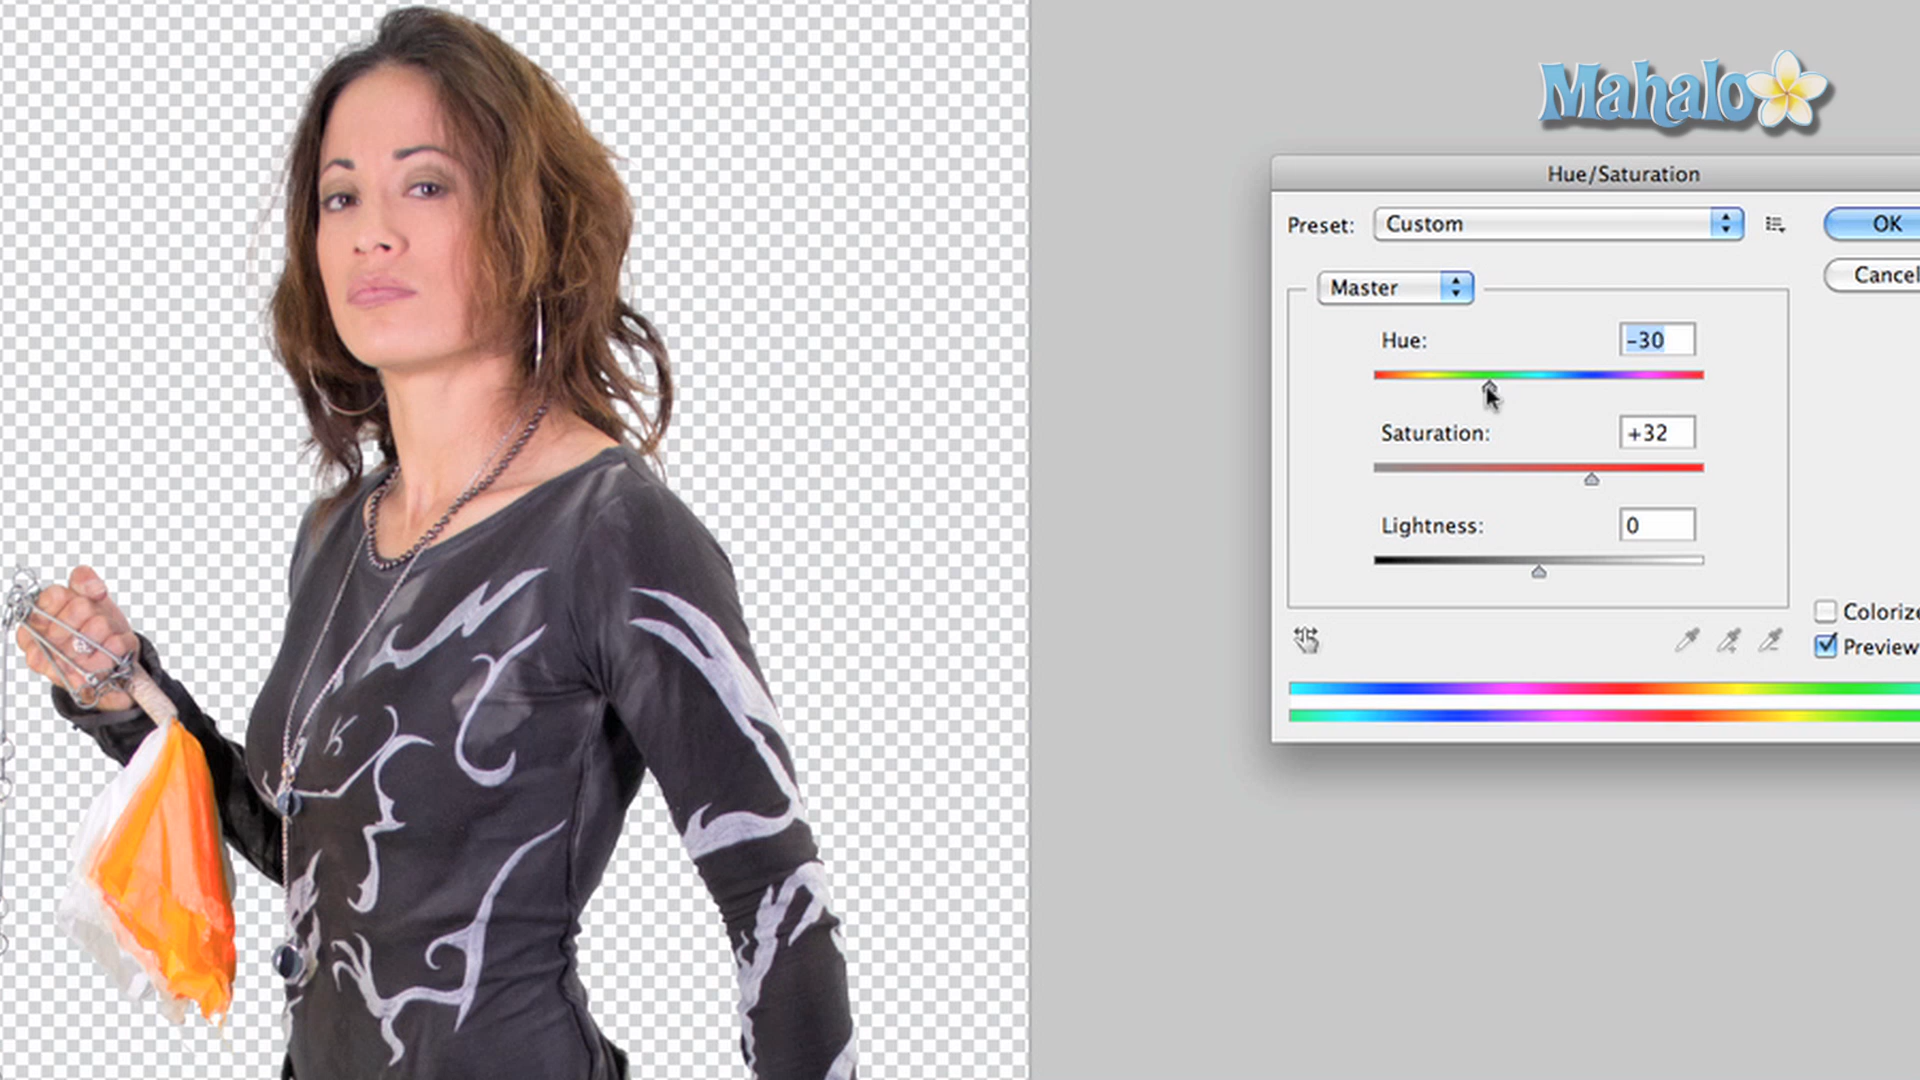 Mahalo
Hue/Saturation
Preset: Custom
OK
Cancel
Master
Hue: -30
Saturation: +32
Lightness: 0
Colorize
Preview